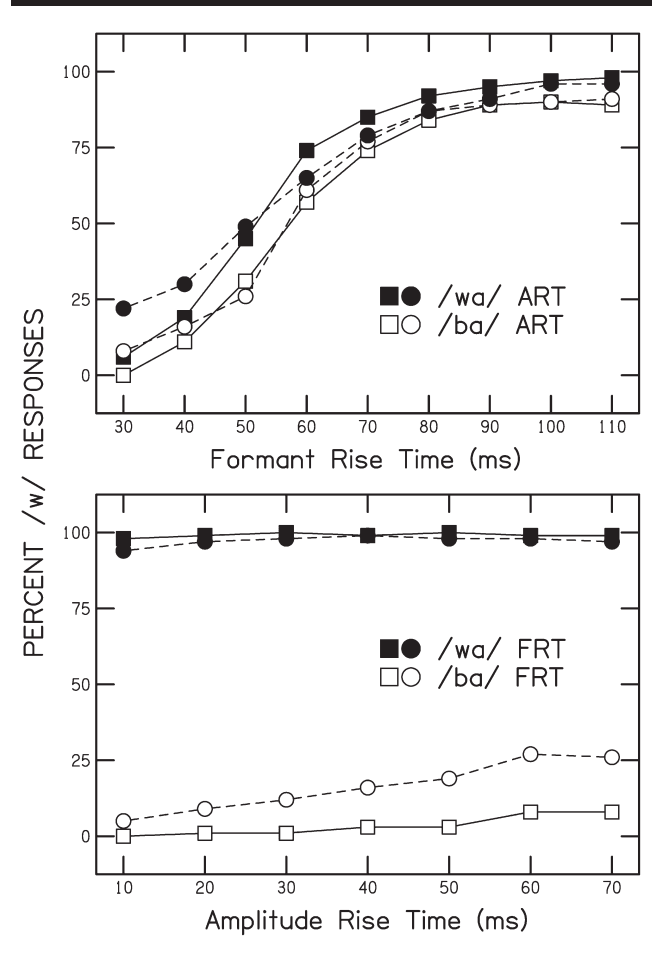 PERCENT /w/ RESPONSES
100
75
50
25
0
/wa/ ART
/ba/ ART
30 40 50 60 70 80 90 100 110
Formant Rise Time (ms)
100
75
50
25
0
/wa/ FRT
/ba/ FRT
10 20 30 40 50 60 70
Amplitude Rise Time (ms)